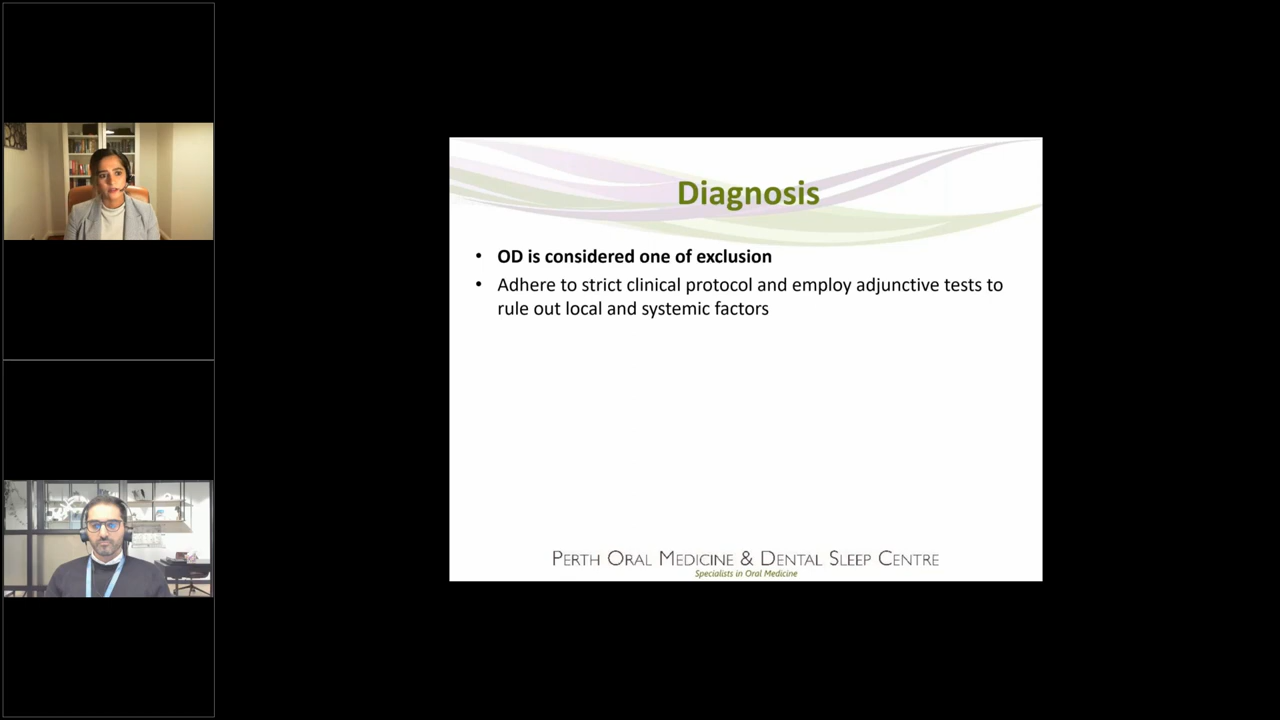 Diagnosis
• OD is considered one of exclusion
• Adhere to strict clinical protocol and employ adjunctive tests to
rule out local and systemic factors
PERTH ORAL MEDICINE & DENTAL SLEEP CENTRE
Specialists in Oral Medicine